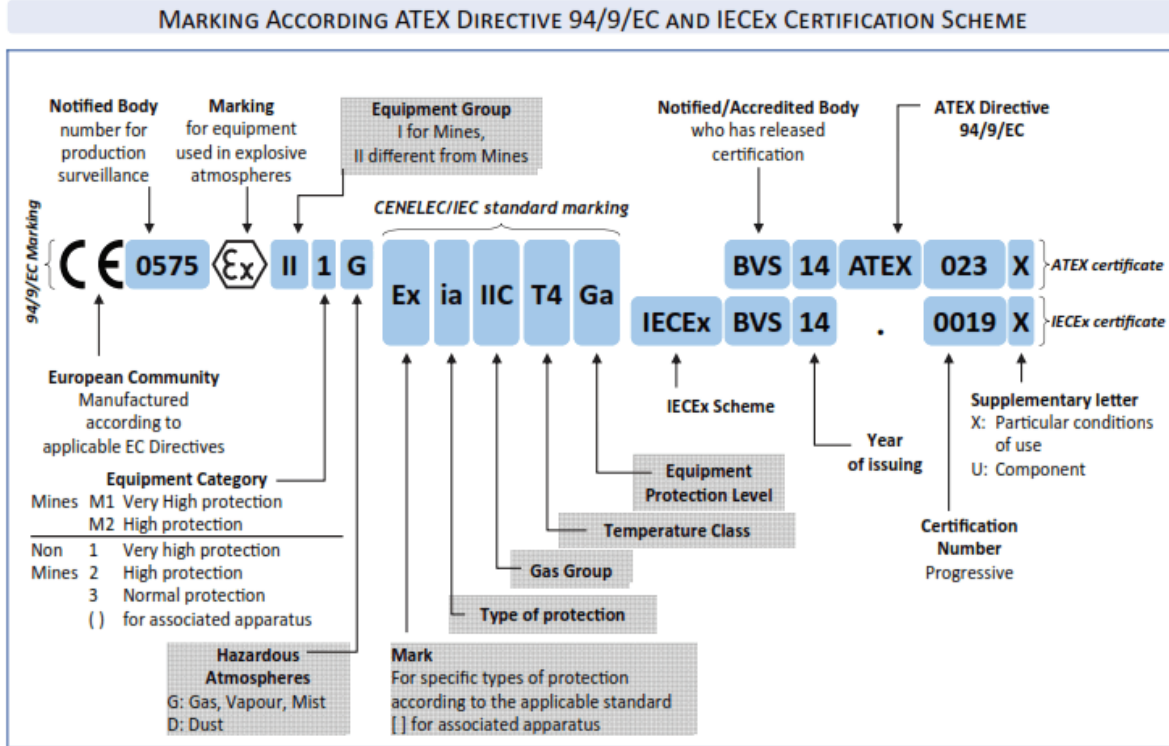 MARKING ACCORDING ATEX DIRECTIVE 94/9/EC AND IECEX CERTIFICATION SCHEME
Notified Body
number for
production
surveillance
Marking
for equipment
used in explosive
atmospheres
Equipment Group
I for Mines,
II different from Mines
Notified/Accredited Body
who has released
certification
ATEX Directive
94/9/EC
CENELEC/IEC standard marking
94/9/EC Marking
CE 0575 Ex II 1 G
Ex ia IIC T4 Ga
BVS 14 ATEX 023 X
ATEX certificate
IECEx BVS 14 . 0019 X
IECEx certificate
European Community
Manufactured
according to
applicable EC Directives
IECEx Scheme
Year
of issuing
Supplementary letter
X: Particular conditions
of use
U: Component
Equipment Category
Mines M1 Very High protection
M2 High protection
Non 1 Very high protection
Mines 2 High protection
3 Normal protection
( ) for associated apparatus
Equipment
Protection Level
Temperature Class
Gas Group
Type of protection
Certification
Number
Progressive
Hazardous
Atmospheres
G: Gas, Vapour, Mist
D: Dust
Mark
For specific types of protection
according to the applicable standard
[ ] for associated apparatus